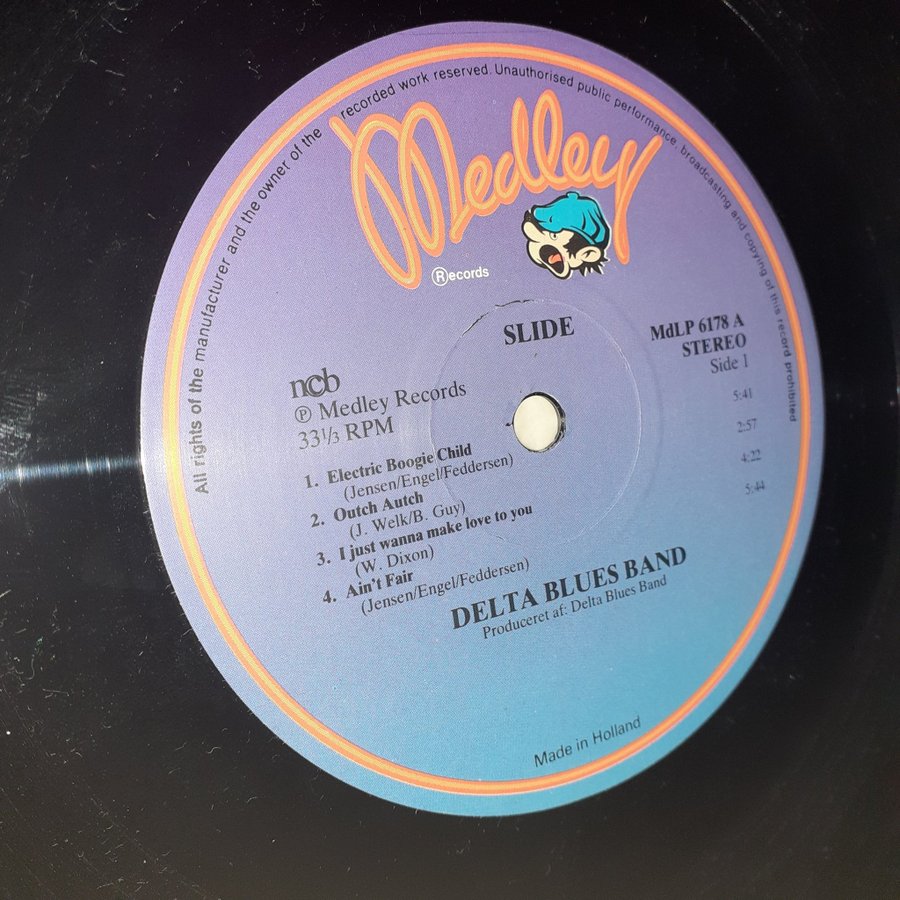 All rights of the manufacturer and the owner of the recorded work reserved. Unauthorised public performance, broadcasting and copying of this record prohibited
Medley
Ⓡecords
SLIDE
MdLP 6178 A
STEREO
Side 1
ncb
Ⓟ Medley Records
33⅓ RPM
1. Electric Boogie Child 5:41
(Jensen/Engel/Feddersen)
2. Outch Autch 2:57
(J. Welk/B. Guy)
3. I just wanna make love to you 4:22
(W. Dixon)
4. Ain't Fair 5:44
(Jensen/Engel/Feddersen)
DELTA BLUES BAND
Produceret af: Delta Blues Band
Made in Holland